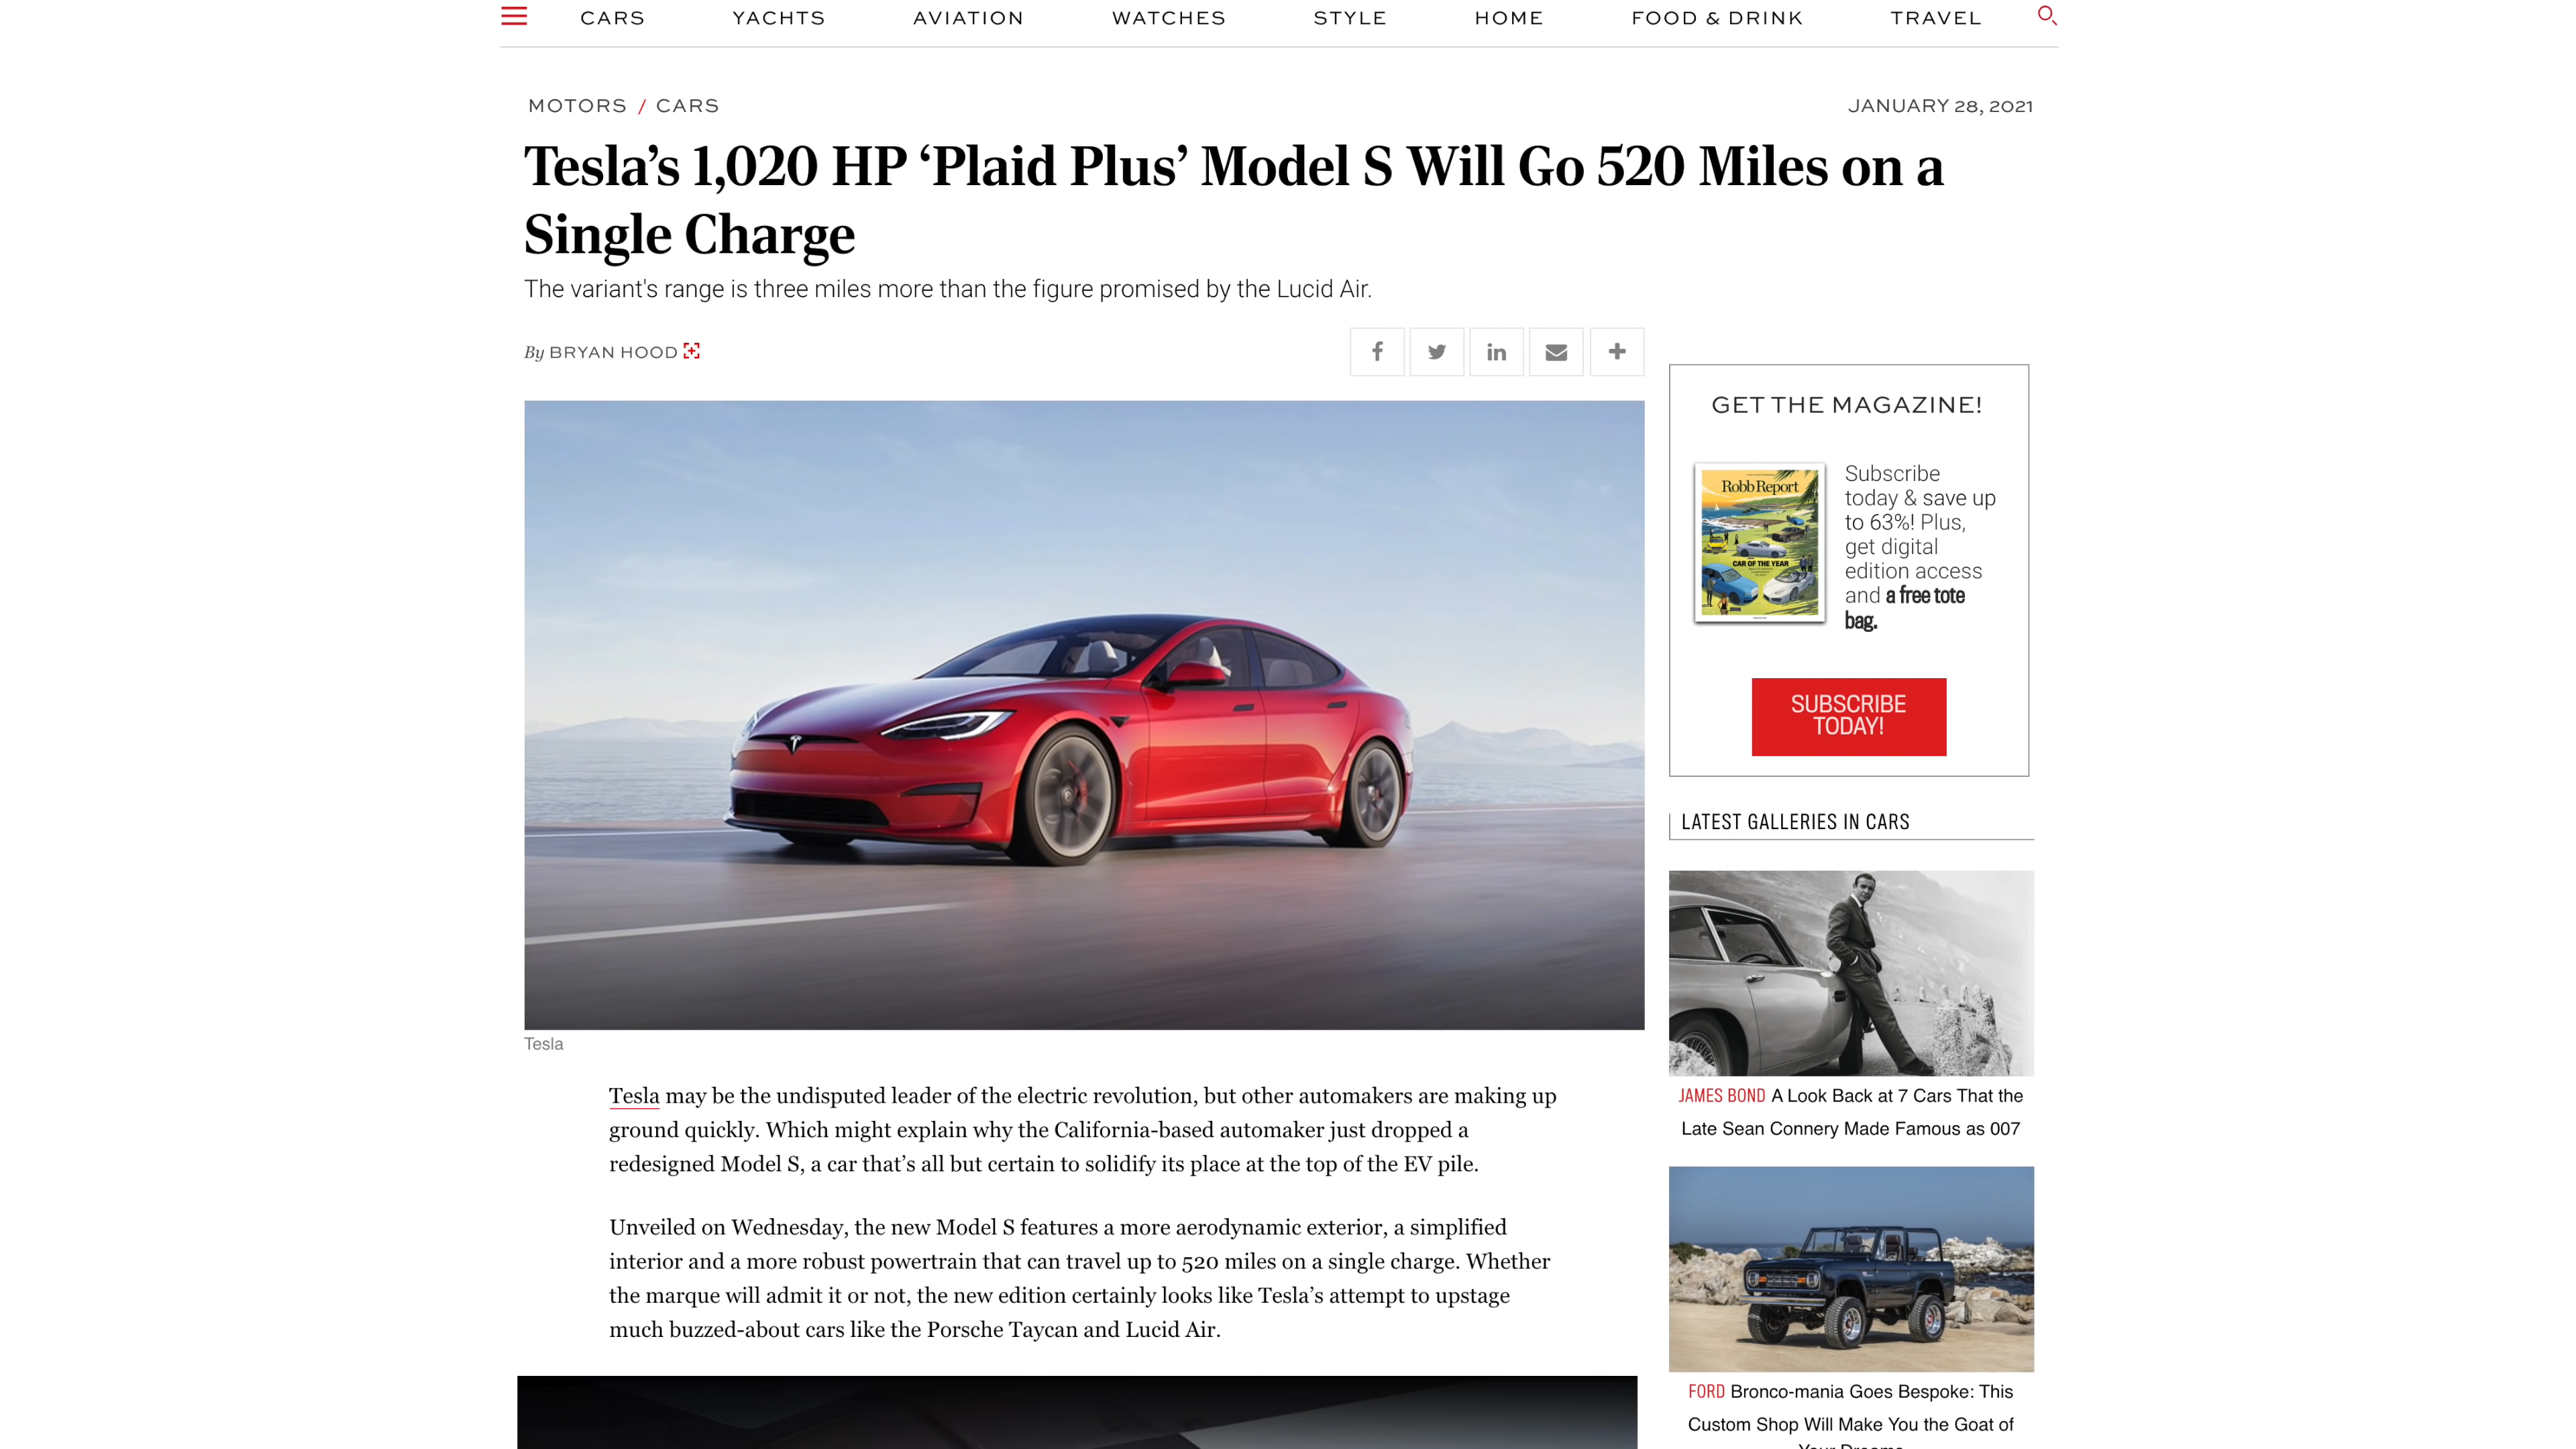 CARS YACHTS AVIATION WATCHES STYLE HOME FOOD & DRINK TRAVEL
MOTORS / CARS
JANUARY 28, 2021
Tesla’s 1,020 HP ‘Plaid Plus’ Model S Will Go 520 Miles on a
Single Charge
The variant's range is three miles more than the figure promised by the Lucid Air.
By BRYAN HOOD
Tesla
Tesla may be the undisputed leader of the electric revolution, but other automakers are making up
ground quickly. Which might explain why the California-based automaker just dropped a
redesigned Model S, a car that’s all but certain to solidify its place at the top of the EV pile.
Unveiled on Wednesday, the new Model S features a more aerodynamic exterior, a simplified
interior and a more robust powertrain that can travel up to 520 miles on a single charge. Whether
the marque will admit it or not, the new edition certainly looks like Tesla’s attempt to upstage
much buzzed-about cars like the Porsche Taycan and Lucid Air.
GET THE MAGAZINE!
Robb Report
CAR OF THE YEAR
Subscribe
today & save up
to 63%! Plus,
get digital
edition access
and a free tote
bag.
SUBSCRIBE
TODAY!
LATEST GALLERIES IN CARS
JAMES BOND A Look Back at 7 Cars That the
Late Sean Connery Made Famous as 007
FORD Bronco-mania Goes Bespoke: This
Custom Shop Will Make You the Goat of